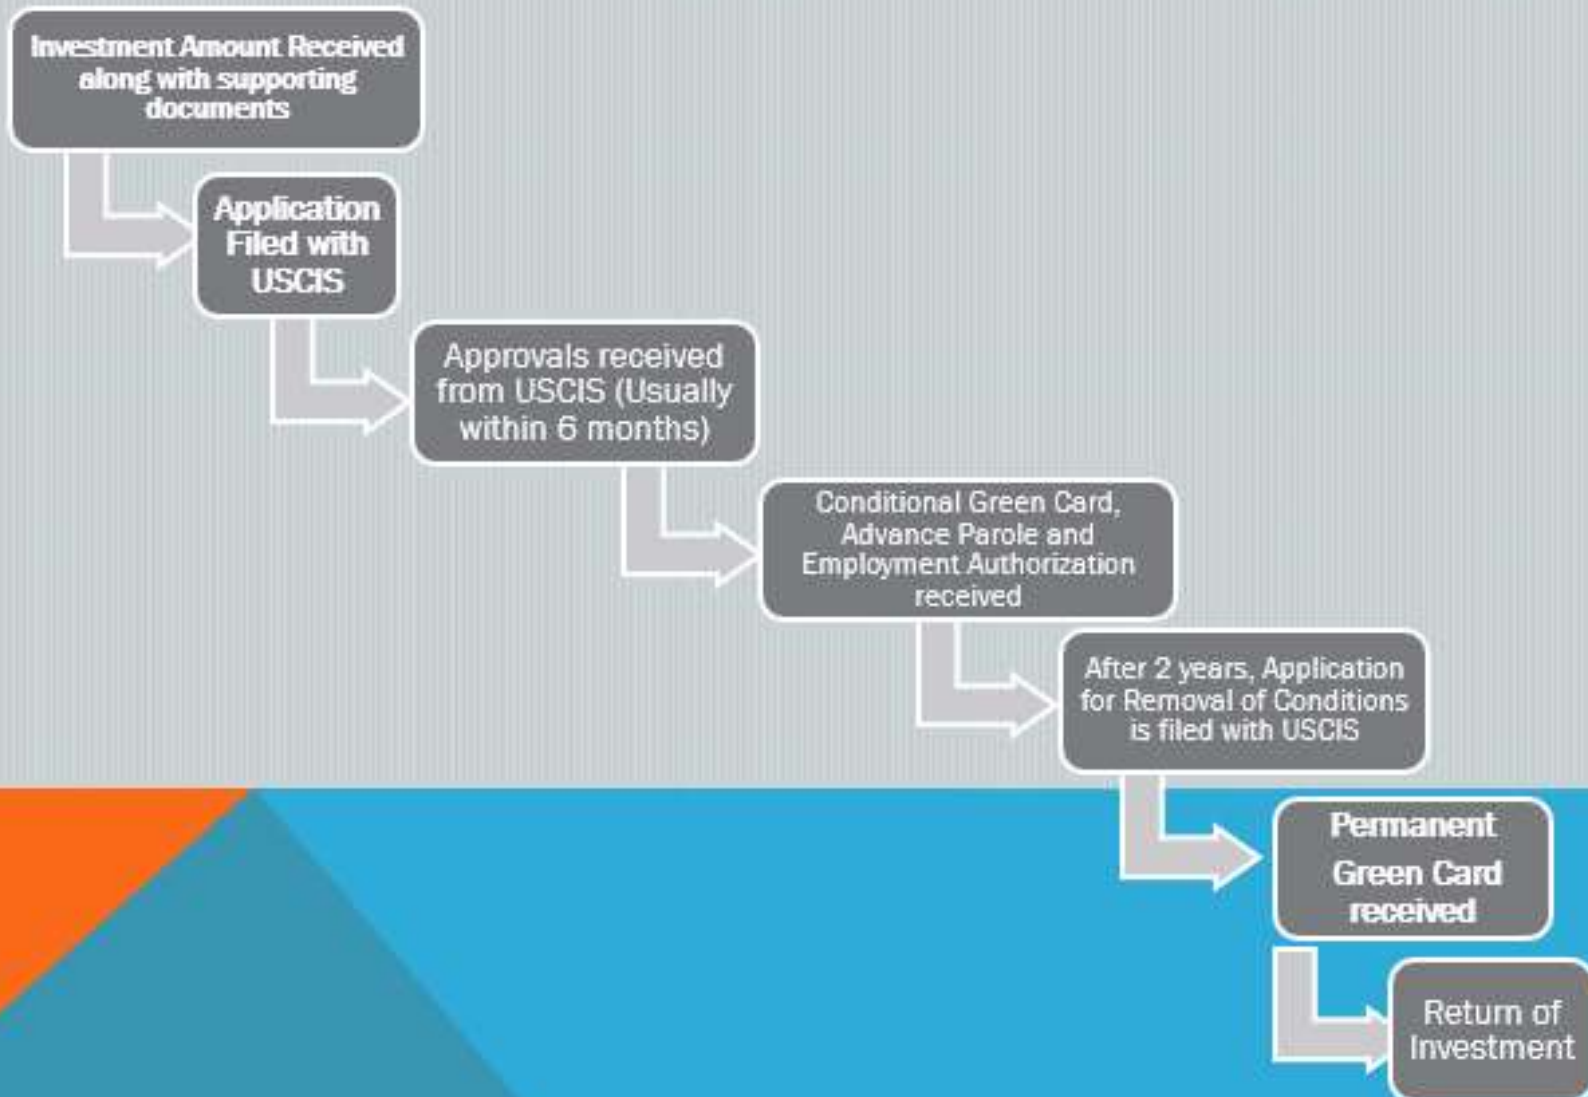 Investment Amount Received
along with supporting
documents
Application
Filed with
USCIS
Approvals received
from USCIS (Usually
within 6 months)
Conditional Green Card,
Advance Parole and
Employment Authorization
received
After 2 years, Application
for Removal of Conditions
is filed with USCIS
Permanent
Green Card
received
Return of
Investment